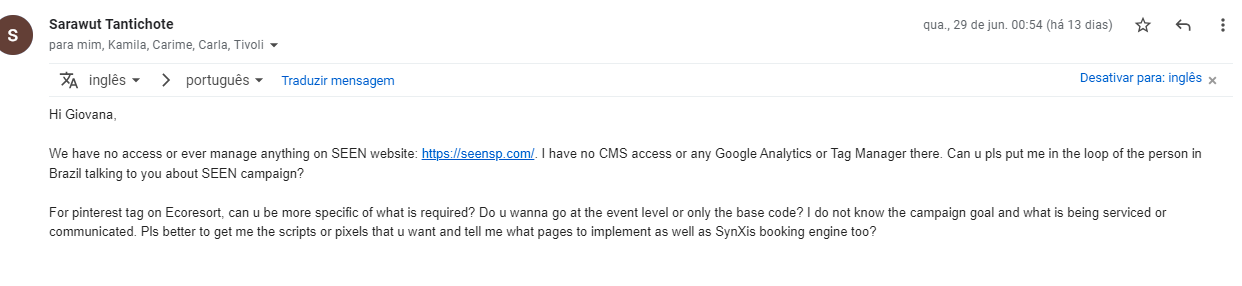 S
Sarawut Tantichote
qua., 29 de jun. 00:54 (há 13 dias)
para mim, Kamila, Carime, Carla, Tivoli
inglês
português
Traduzir mensagem
Desativar para: inglês
Hi Giovana,
We have no access or ever manage anything on SEEN website: https://seensp.com/. I have no CMS access or any Google Analytics or Tag Manager there. Can u pls put me in the loop of the person in
Brazil talking to you about SEEN campaign?
For pinterest tag on Ecoresort, can u be more specific of what is required? Do u wanna go at the event level or only the base code? I do not know the campaign goal and what is being serviced or
communicated. Pls better to get me the scripts or pixels that u want and tell me what pages to implement as well as SynXis booking engine too?